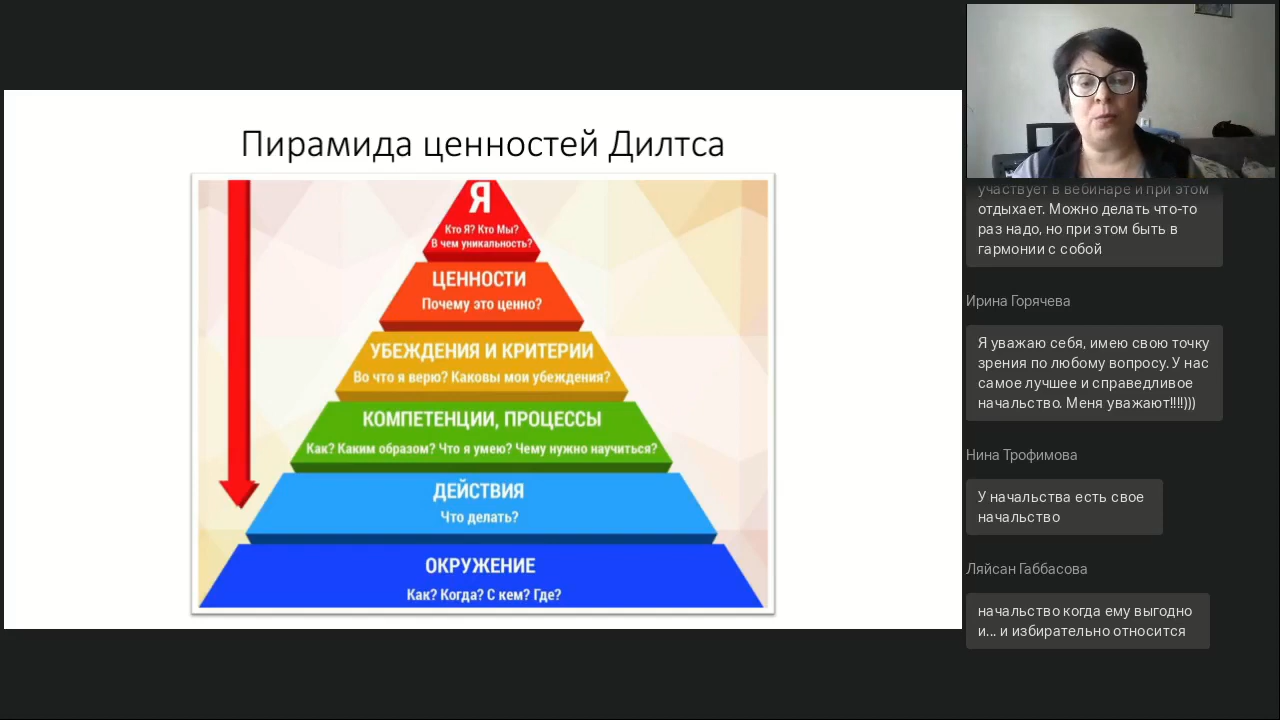 Пирамида ценностей Дилтса
Я
Кто Я? Кто Мы?
В чем уникальность?
ЦЕННОСТИ
Почему это ценно?
УБЕЖДЕНИЯ И КРИТЕРИИ
Во что я верю? Каковы мои убеждения?
КОМПЕТЕНЦИИ, ПРОЦЕССЫ
Как? Каким образом? Что я умею? Чему нужно научиться?
ДЕЙСТВИЯ
Что делать?
ОКРУЖЕНИЕ
Как? Когда? С кем? Где?
участвует в вебинаре и при этом
отдыхает. Можно делать что-то
раз надо, но при этом быть в
гармонии с собой
Ирина Горячева
Я уважаю себя, имею свою точку
зрения по любому вопросу. У нас
самое лучшее и справедливое
начальство. Меня уважают!!!!)))
Нина Трофимова
У начальства есть свое
начальство
Ляйсан Габбасова
начальство когда ему выгодно
и... и избирательно относится